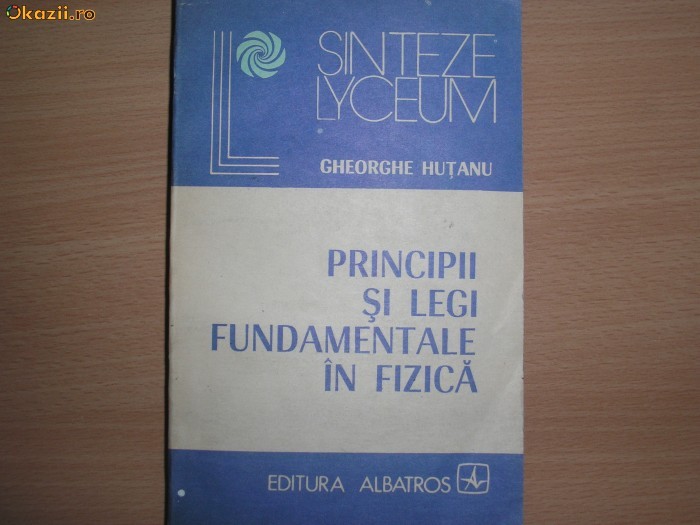 Okazii.ro
SINTEZE
LYCEUM
GHEORGHE HUȚANU
PRINCIPII
ȘI LEGI
FUNDAMENTALE
ÎN FIZICĂ
EDITURA ALBATROS